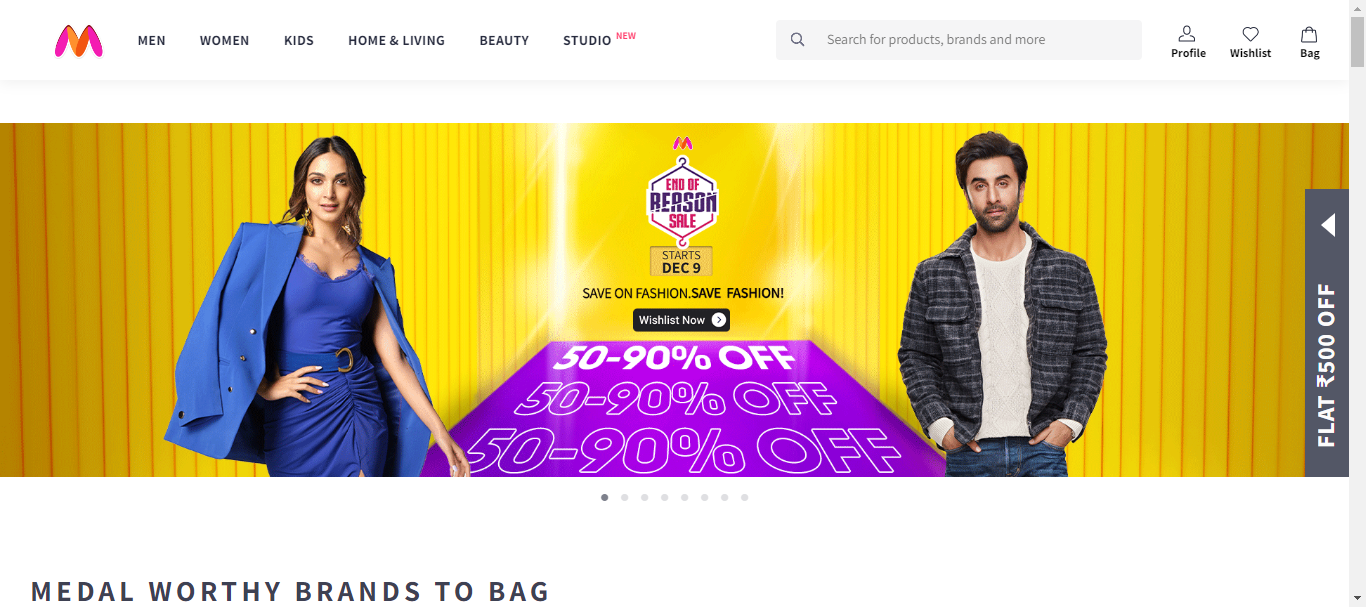 MEN WOMEN KIDS HOME & LIVING BEAUTY STUDIO NEW Search for products, brands and more Profile Wishlist Bag
END OF
REASON
SALE
STARTS
DEC 9
SAVE ON FASHION.SAVE FASHION!
Wishlist Now
50-90% OFF
50-90% OFF
50-90% OFF
FLAT ₹500 OFF
MEDAL WORTHY BRANDS TO BAG